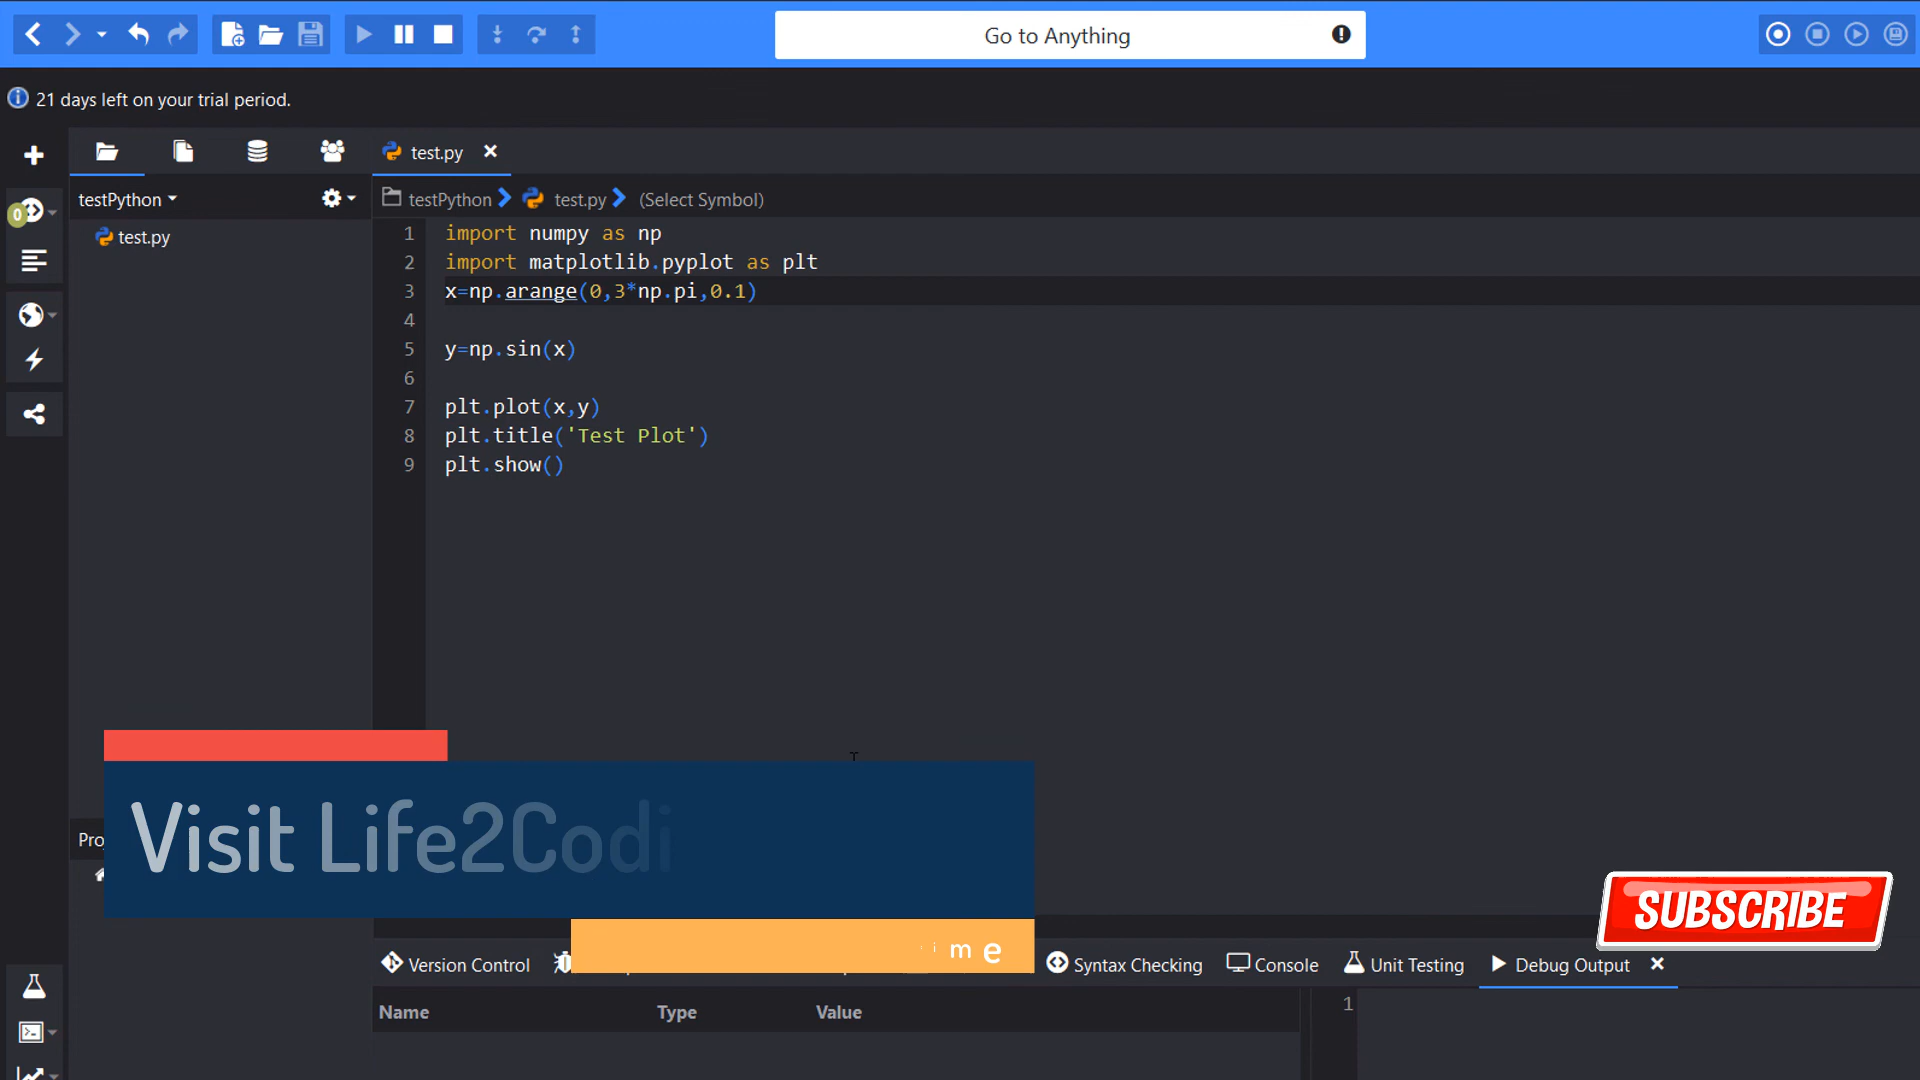 Go to Anything
21 days left on your trial period.
test.py
testPython
testPython test.py (Select Symbol)
test.py
1 import numpy as np
2 import matplotlib.pyplot as plt
3 x=np.arange(0,3*np.pi,0.1)
4
5 y=np.sin(x)
6
7 plt.plot(x,y)
8 plt.title('Test Plot')
9 plt.show()
0
Visit Life2Codi
SUBSCRIBE
Version Control
Syntax Checking
Console
Unit Testing
Debug Output
Name Type Value
1